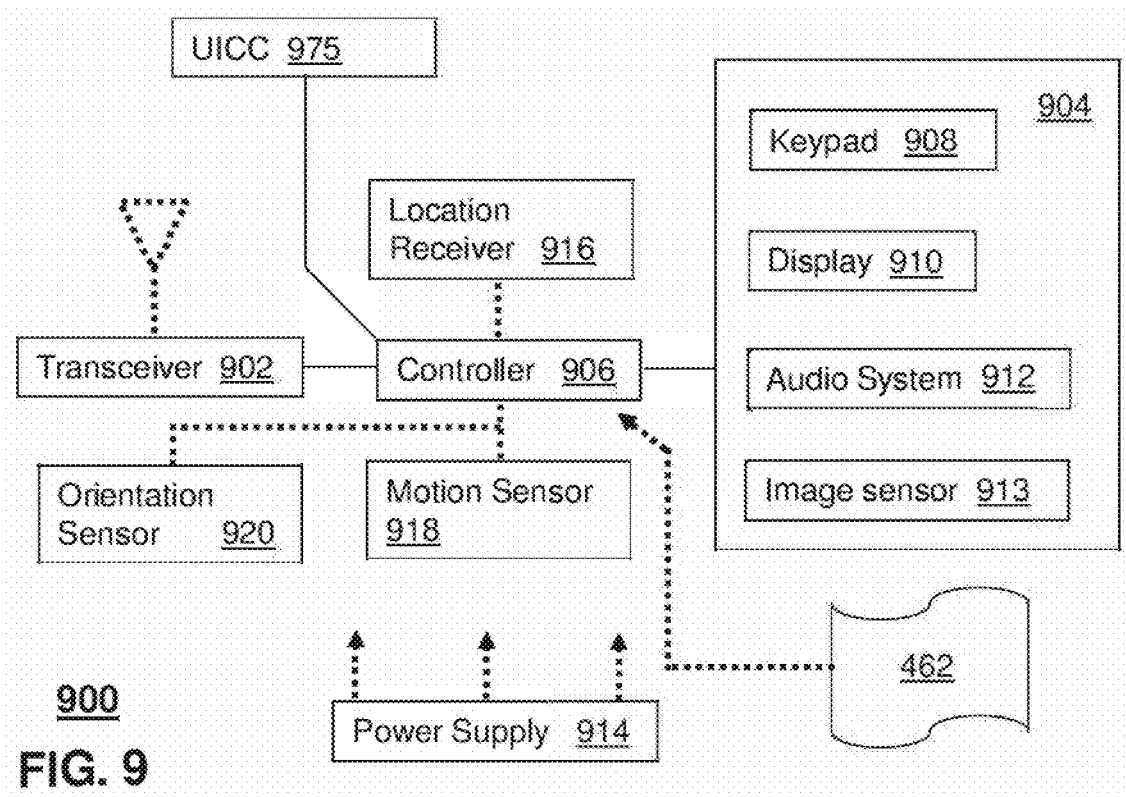 UICC 975
904
Keypad 908
Location
Receiver 916
Display 910
Transceiver 902
Controller 906
Audio System 912
Orientation
Sensor 920
Motion Sensor
918
Image sensor 913
462
900
Power Supply 914
FIG. 9